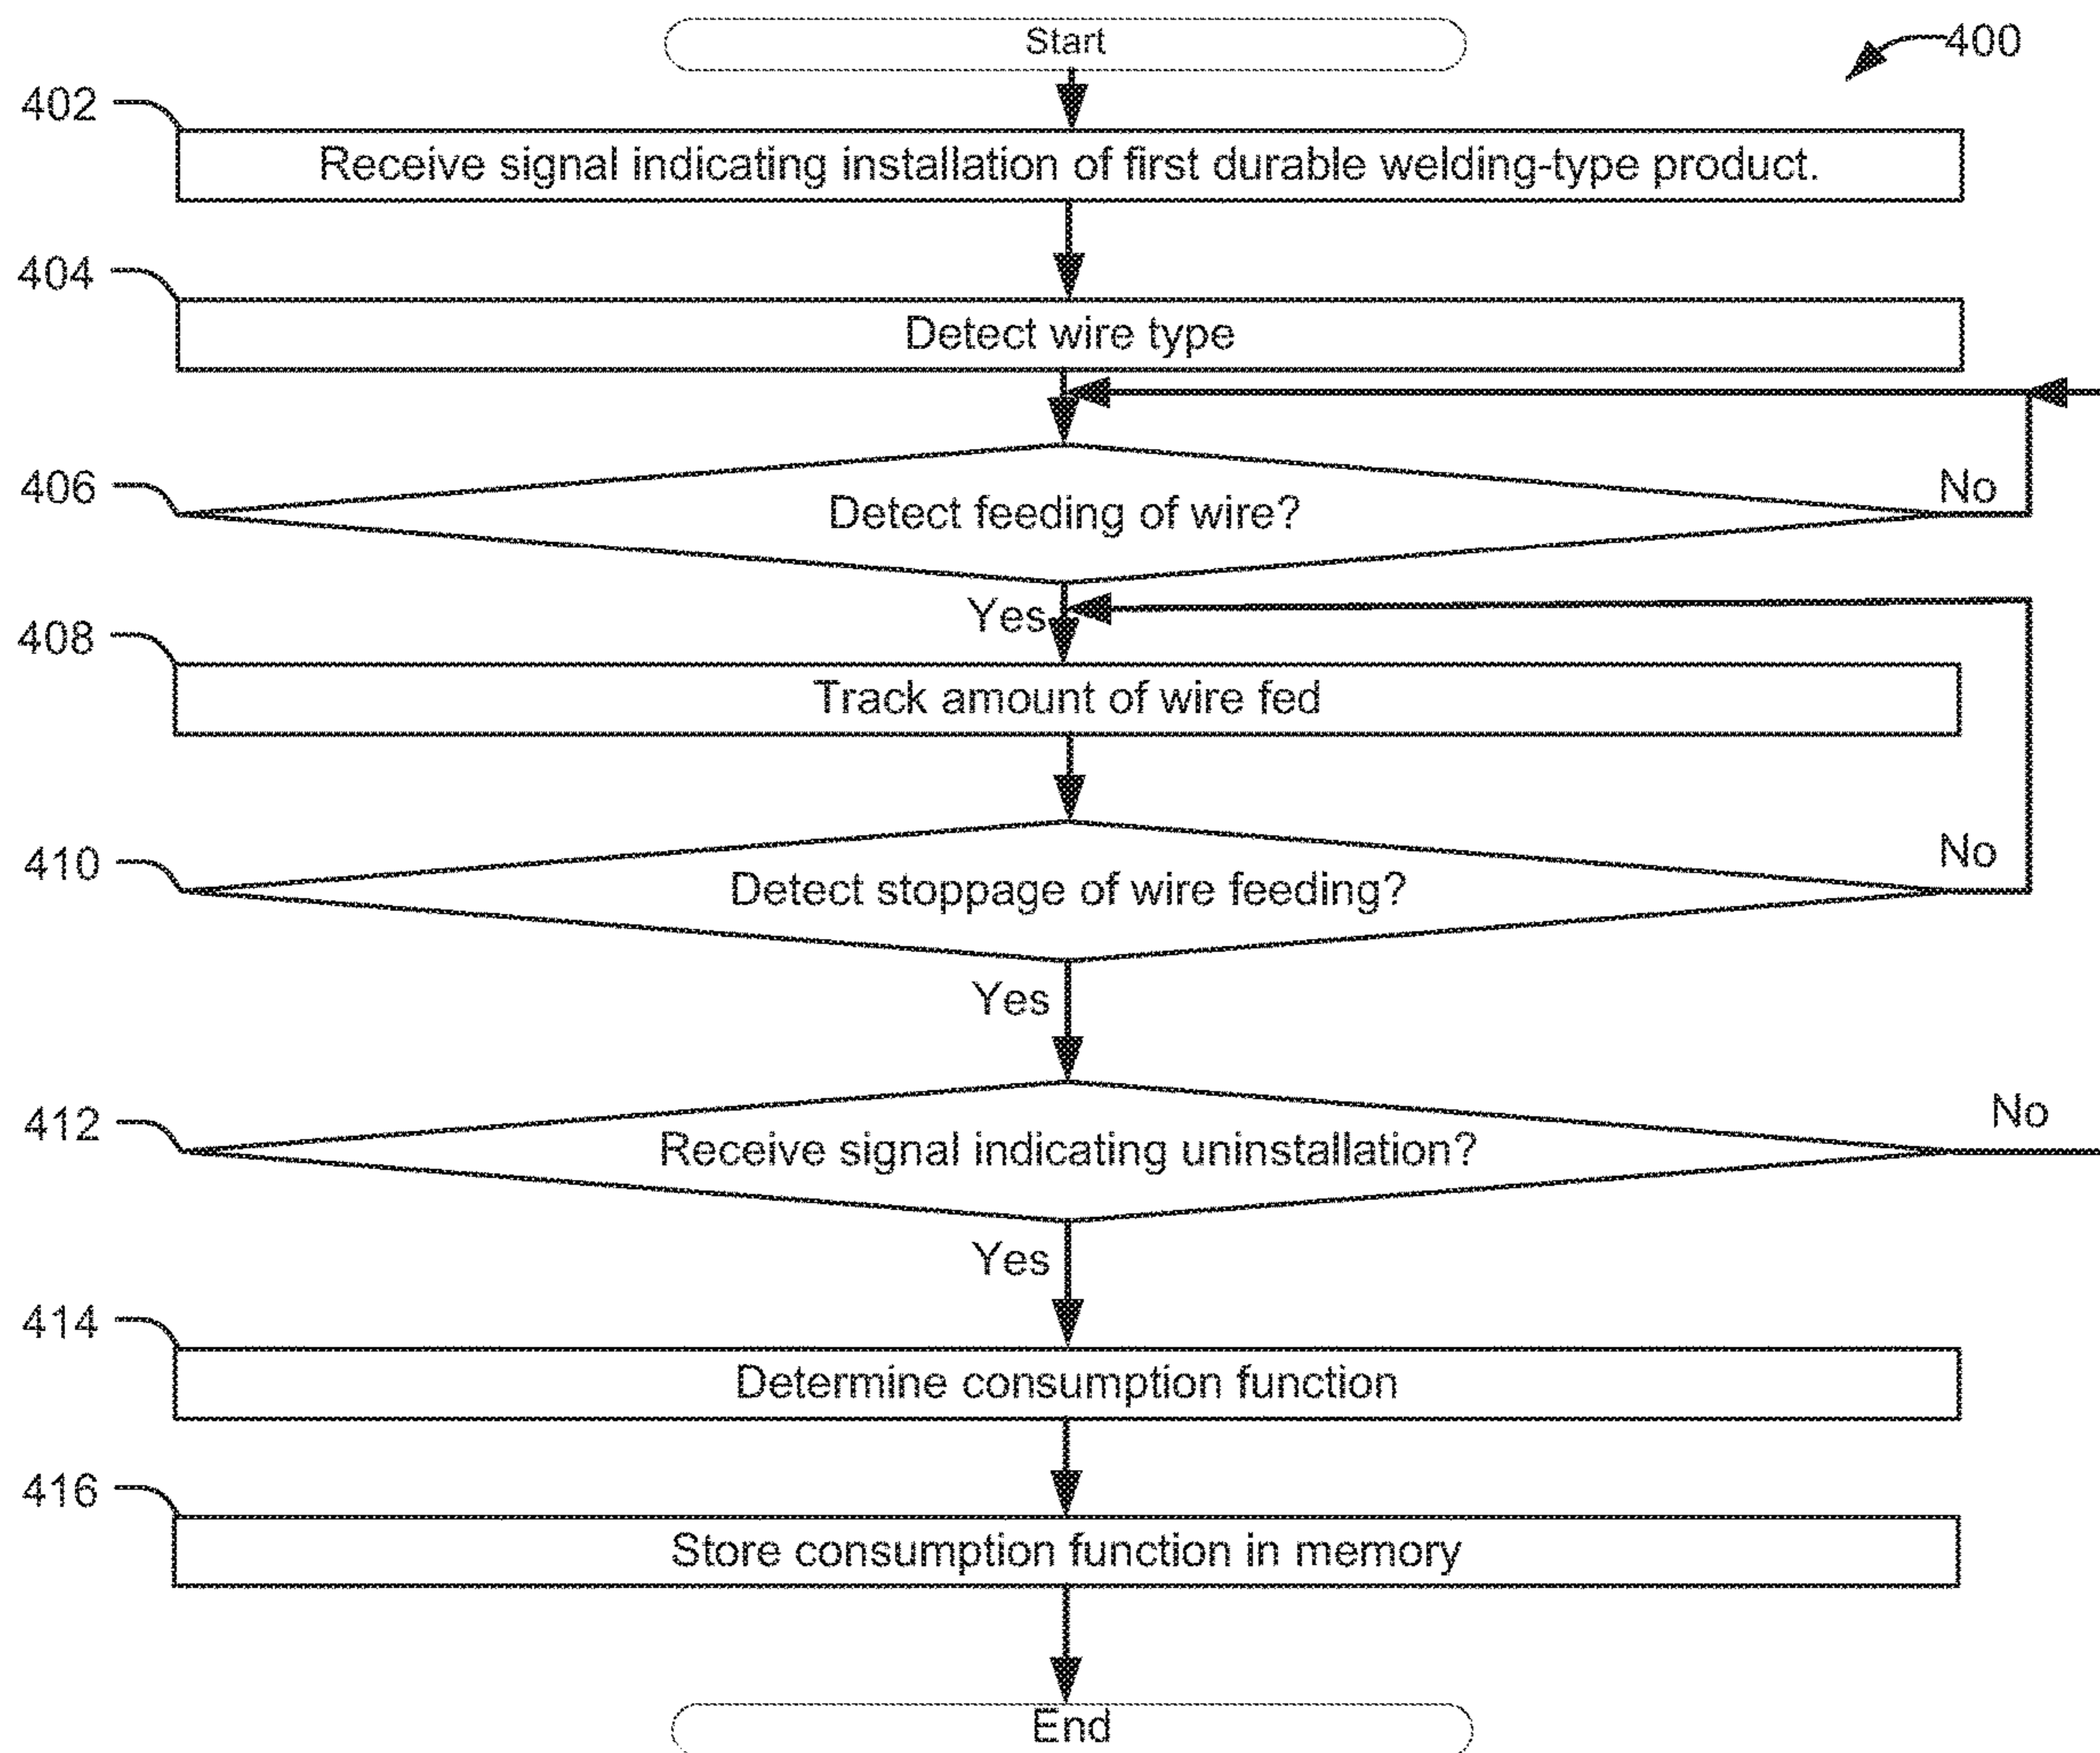 Start
400
402
Receive signal indicating installation of first durable welding-type product.
404
Detect wire type
406
Detect feeding of wire?
No
Yes
408
Track amount of wire fed
410
Detect stoppage of wire feeding?
No
Yes
412
Receive signal indicating uninstallation?
No
Yes
414
Determine consumption function
416
Store consumption function in memory
End